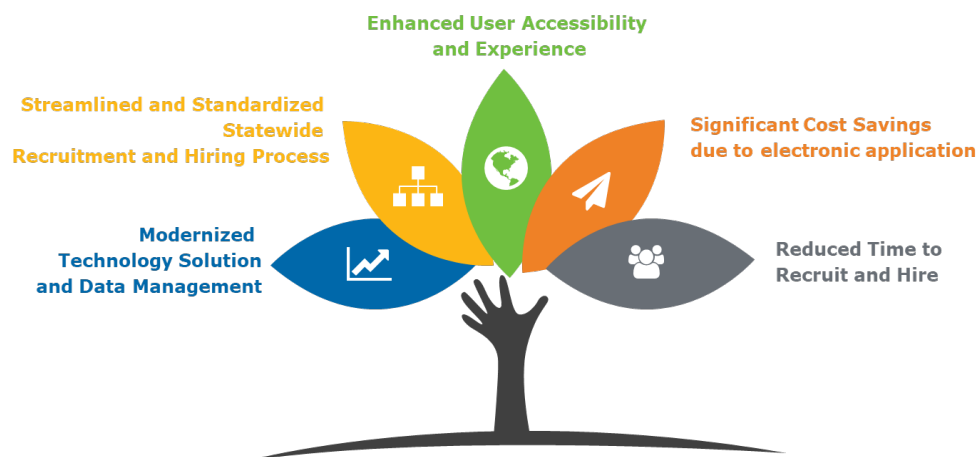 Enhanced User Accessibility
and Experience
Streamlined and Standardized
Statewide
Recruitment and Hiring Process
Significant Cost Savings
due to electronic application
Modernized
Technology Solution
and Data Management
Reduced Time to
Recruit and Hire